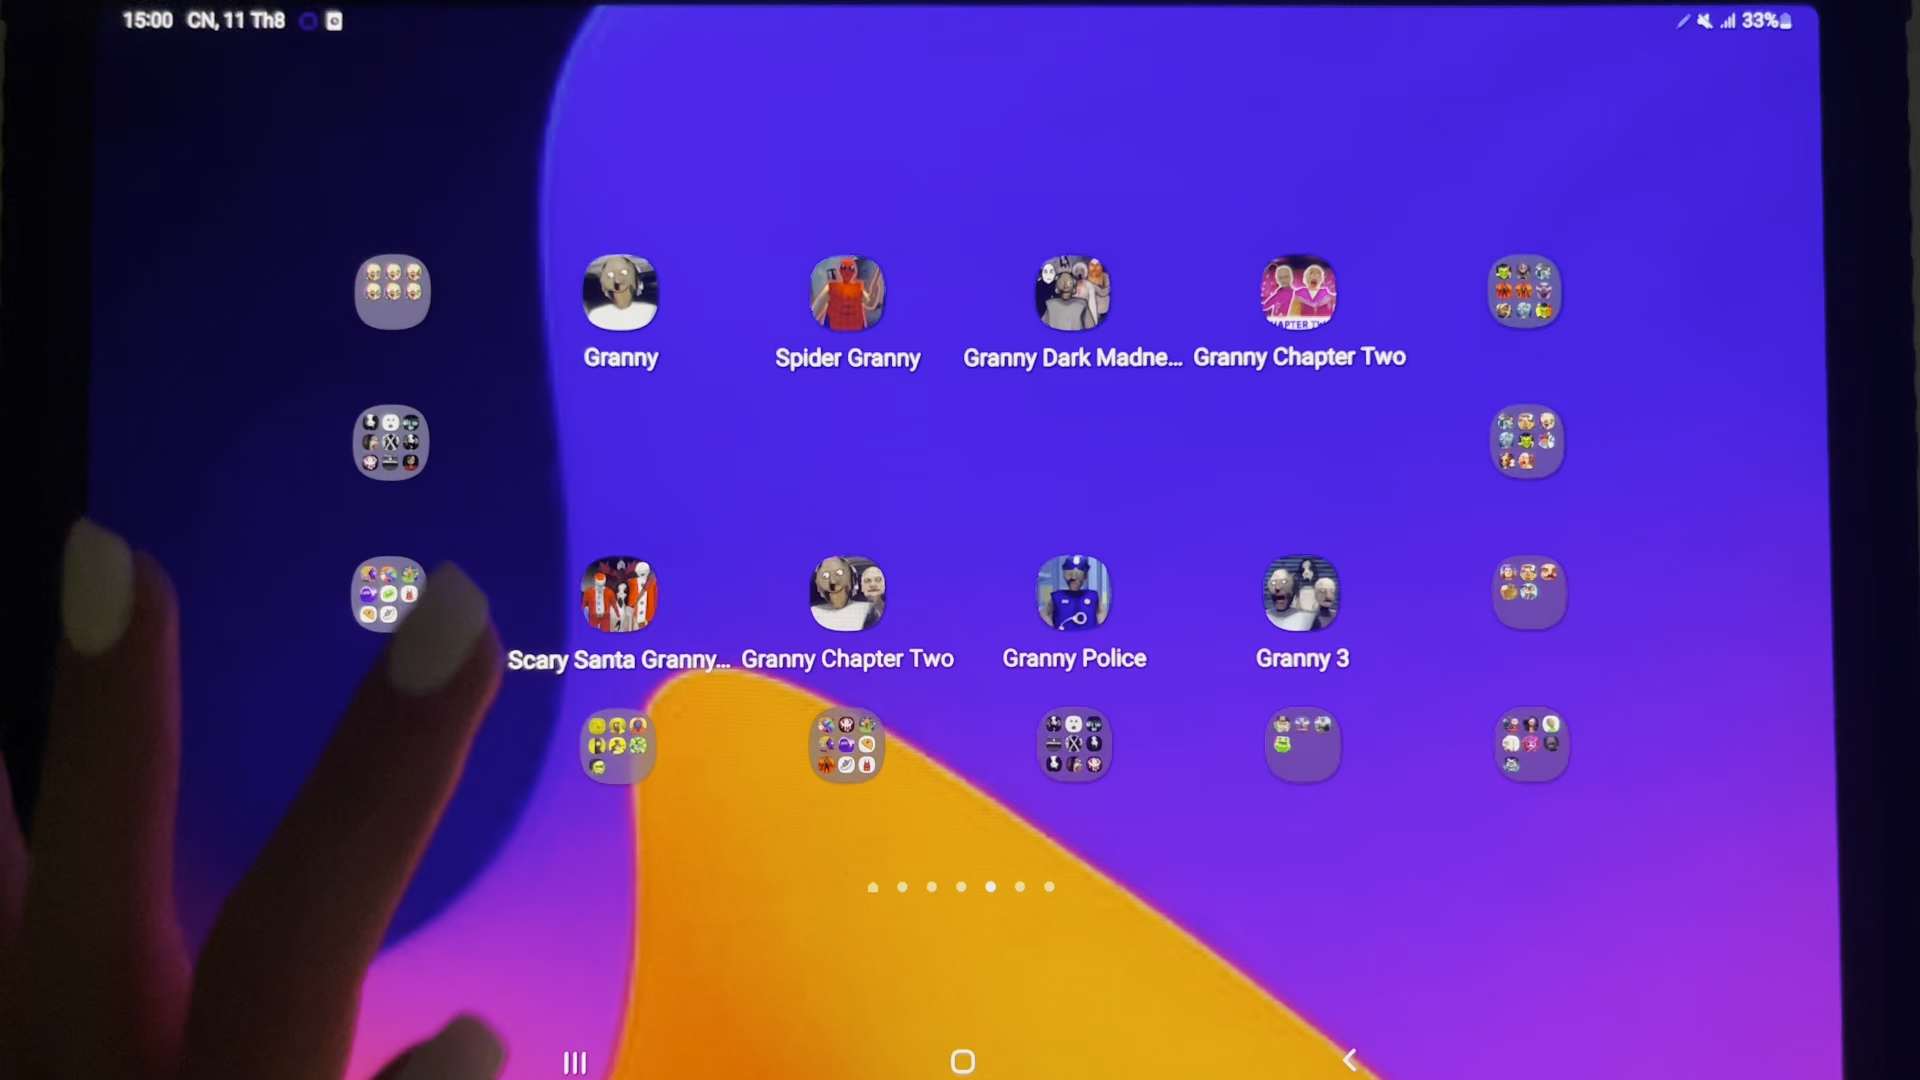 15:00 CN, 11 Th8
33%
Granny
Spider Granny
Granny Dark Madne...
Granny Chapter Two
Scary Santa Granny...
Granny Chapter Two
Granny Police
Granny 3